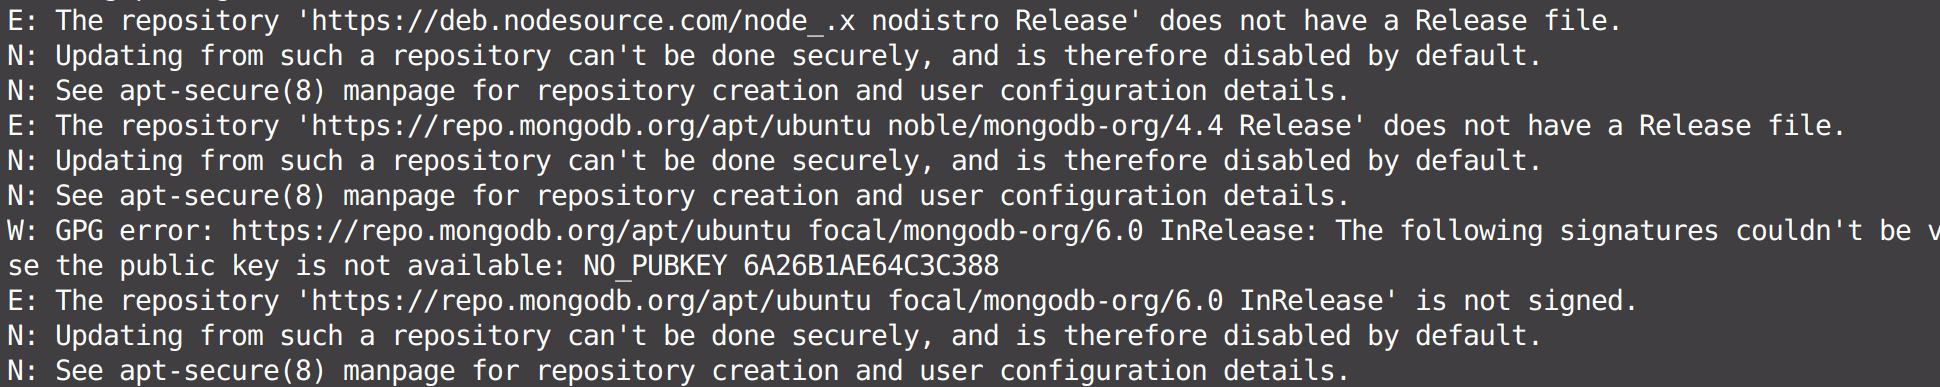 E: The repository 'https://deb.nodesource.com/node_.x nodistro Release' does not have a Release file.
N: Updating from such a repository can't be done securely, and is therefore disabled by default.
N: See apt-secure(8) manpage for repository creation and user configuration details.
E: The repository 'https://repo.mongodb.org/apt/ubuntu noble/mongodb-org/4.4 Release' does not have a Release file.
N: Updating from such a repository can't be done securely, and is therefore disabled by default.
N: See apt-secure(8) manpage for repository creation and user configuration details.
W: GPG error: https://repo.mongodb.org/apt/ubuntu focal/mongodb-org/6.0 InRelease: The following signatures couldn't be
se the public key is not available: NO_PUBKEY 6A26B1AE64C3C388
E: The repository 'https://repo.mongodb.org/apt/ubuntu focal/mongodb-org/6.0 InRelease' is not signed.
N: Updating from such a repository can't be done securely, and is therefore disabled by default.
N: See apt-secure(8) manpage for repository creation and user configuration details.